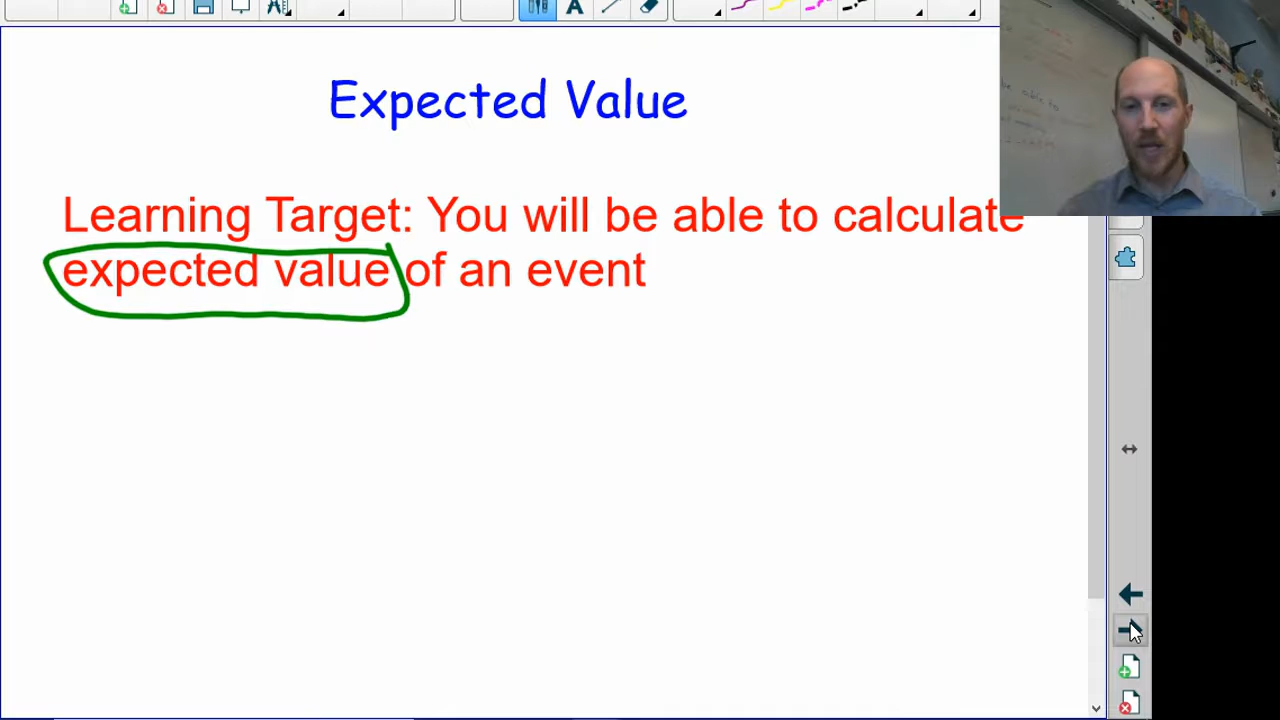 Expected Value
Learning Target: You will be able to calculate
expected value of an event